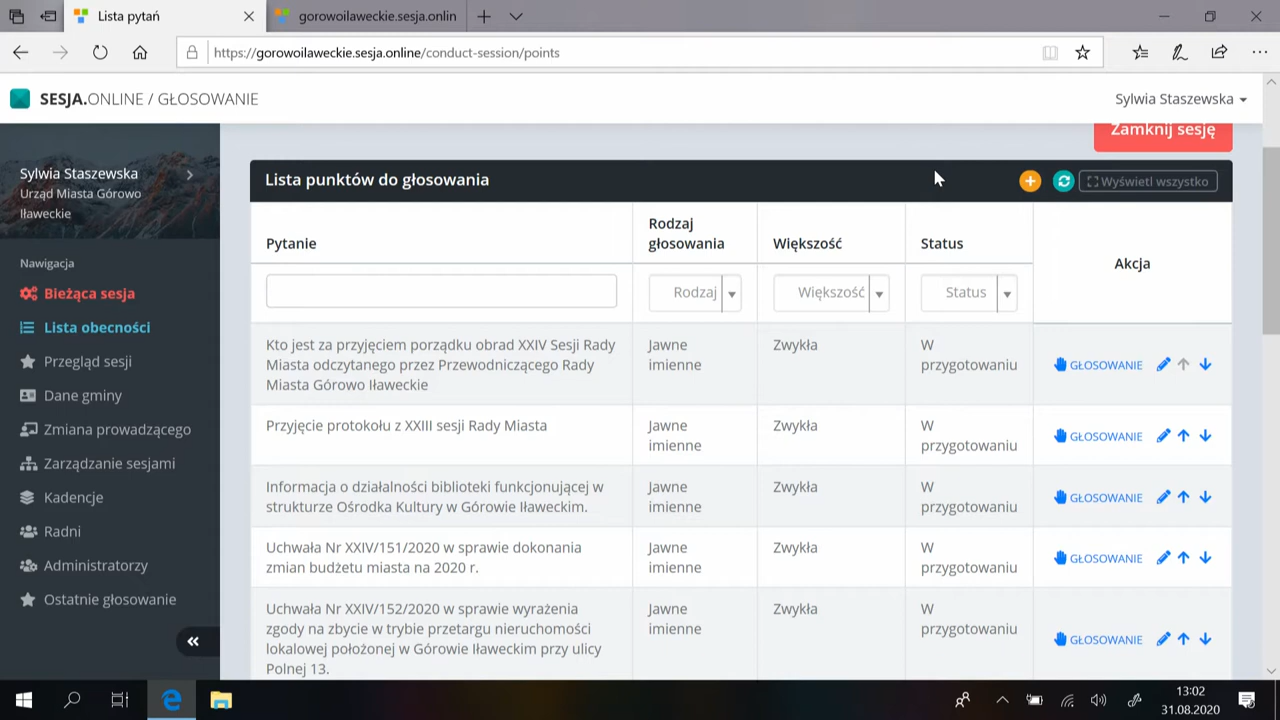 Lista pytań
gorowoilaweckie.sesja.onlin
https://gorowoilaweckie.sesja.online/conduct-session/points
SESJA.ONLINE / GŁOSOWANIE
Sylwia Staszewska
Zamknij sesję
Sylwia Staszewska
Urząd Miasta Górowo
Iławeckie
Nawigacja
Bieżąca sesja
Lista obecności
Przegląd sesji
Dane gminy
Zmiana prowadzącego
Zarządzanie sesjami
Kadencje
Radni
Administratorzy
Ostatnie głosowanie
Lista punktów do głosowania
Wyświetl wszystko
Pytanie
Rodzaj
głosowania
Większość
Status
Akcja
Rodzaj
Większość
Status
Kto jest za przyjęciem porządku obrad XXIV Sesji Rady
Miasta odczytanego przez Przewodniczącego Rady
Miasta Górowo Iławeckie
Jawne
imienne
Zwykła
W
przygotowaniu
GŁOSOWANIE
Przyjęcie protokołu z XXIII sesji Rady Miasta
Jawne
imienne
Zwykła
W
przygotowaniu
GŁOSOWANIE
Informacja o działalności biblioteki funkcjonującej w
strukturze Ośrodka Kultury w Górowie Iławeckim.
Jawne
imienne
Zwykła
W
przygotowaniu
GŁOSOWANIE
Uchwała Nr XXIV/151/2020 w sprawie dokonania
zmian budżetu miasta na 2020 r.
Jawne
imienne
Zwykła
W
przygotowaniu
GŁOSOWANIE
Uchwała Nr XXIV/152/2020 w sprawie wyrażenia
zgody na zbycie w trybie przetargu nieruchomości
lokalowej położonej w Górowie Iławeckim przy ulicy
Polnej 13.
Jawne
imienne
Zwykła
W
przygotowaniu
GŁOSOWANIE
13:02
31.08.2020